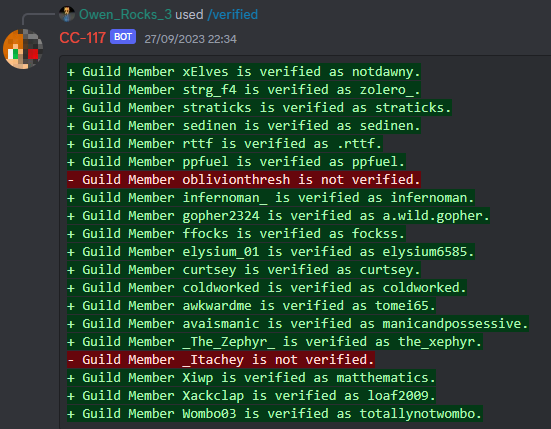 Owen_Rocks_3 used /verified
CC-117 BOT 27/09/2023 22:34
+ Guild Member xElves is verified as notdawny.
+ Guild Member strg_f4 is verified as zolero_.
+ Guild Member straticks is verified as straticks.
+ Guild Member sedinen is verified as sedinen.
+ Guild Member rttf is verified as .rttf.
+ Guild Member ppfuel is verified as ppfuel.
- Guild Member oblivionthresh is not verified.
+ Guild Member infernoman_ is verified as infernoman.
+ Guild Member gopher2324 is verified as a.wild.gopher.
+ Guild Member ffocks is verified as fockss.
+ Guild Member elysium_01 is verified as elysium6585.
+ Guild Member curtsey is verified as curtsey.
+ Guild Member coldworked is verified as coldworked.
+ Guild Member awkwardme is verified as tomei65.
+ Guild Member avaismanic is verified as manicandpossessive.
+ Guild Member _The_Zephyr_ is verified as the_xephyr.
- Guild Member _Itachey is not verified.
+ Guild Member Xiwp is verified as matthematics.
+ Guild Member Xackclap is verified as loaf2009.
+ Guild Member Wombo03 is verified as totallynotwombo.